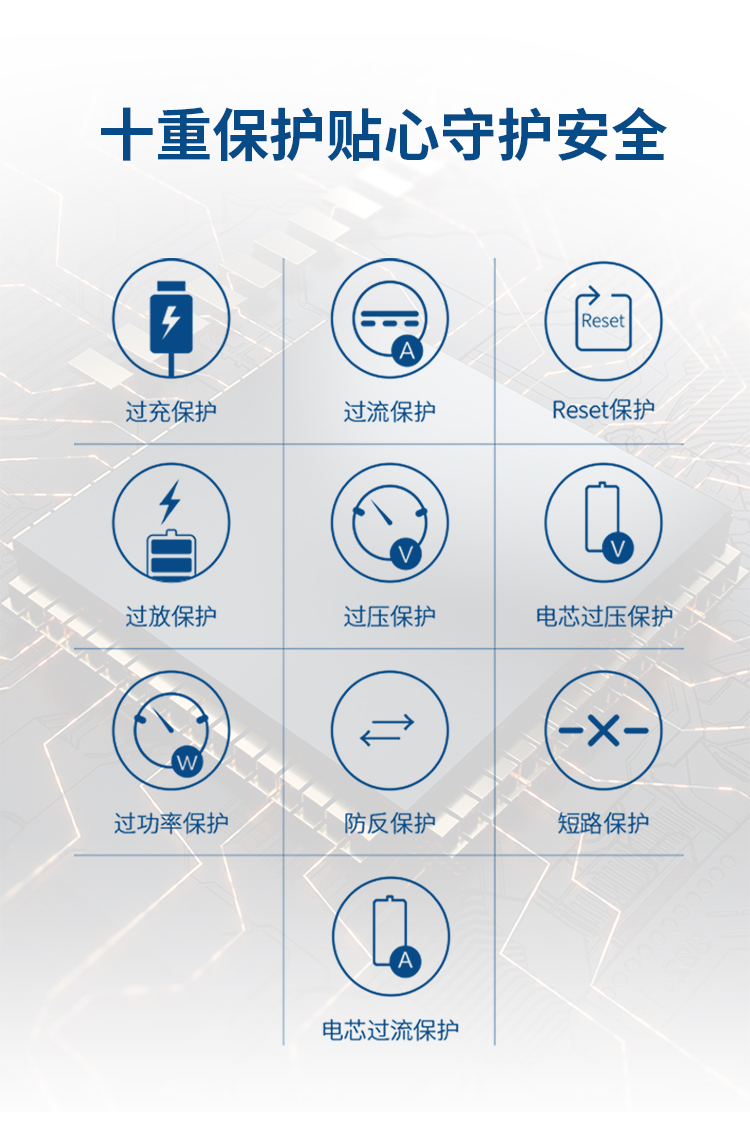 十重保护贴心守护安全
A
Reset
过充保护
过流保护
Reset保护
V
V
过放保护
过压保护
电芯过压保护
W
过功率保护
防反保护
短路保护
A
电芯过流保护